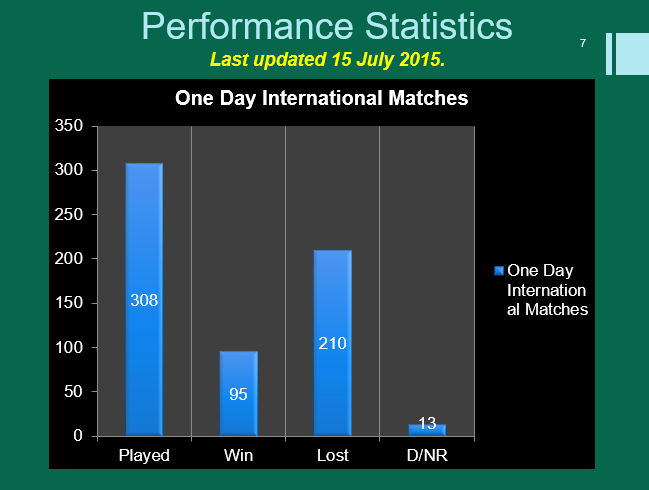 Performance Statistics
7
Last updated 15 July 2015.
One Day International Matches
350
300
250
200
150
100
50
0
308
95
210
13
Played
Win
Lost
D/NR
One Day
Internation
al Matches